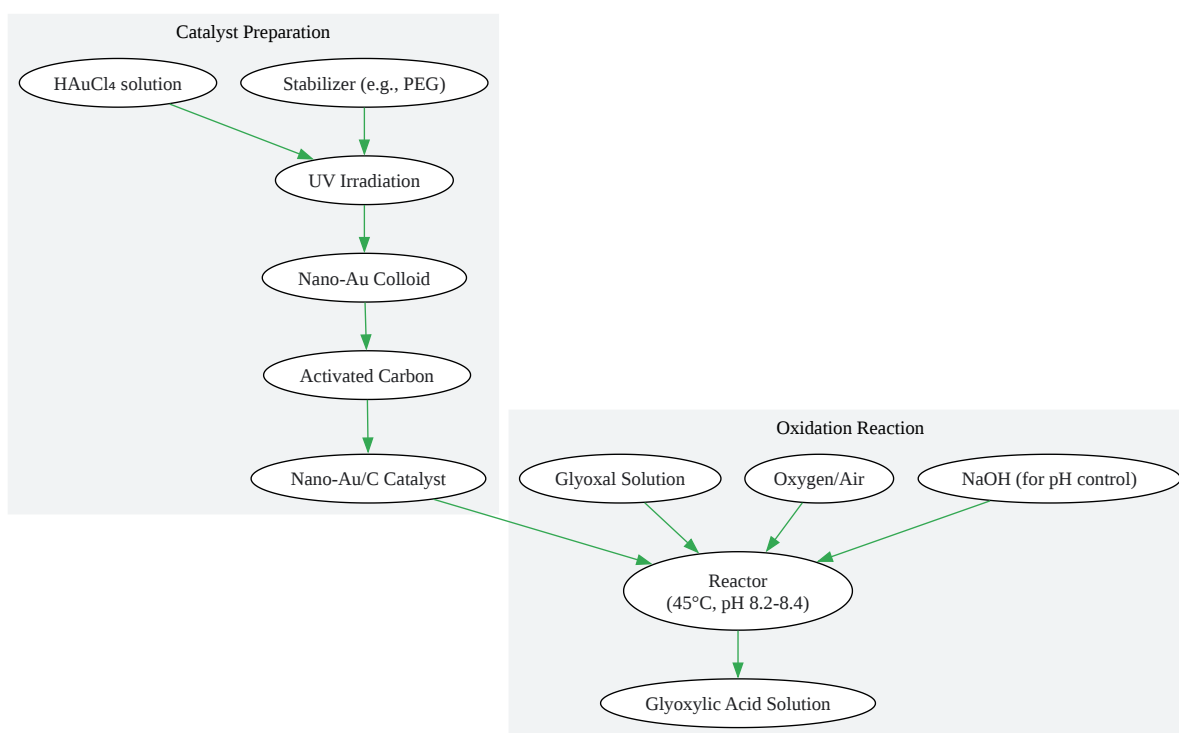 Catalyst Preparation
HAuCl₄ solution
Stabilizer (e.g., PEG)
UV Irradiation
Nano-Au Colloid
Activated Carbon
Nano-Au/C Catalyst
Oxidation Reaction
Glyoxal Solution
Oxygen/Air
NaOH (for pH control)
Reactor
(45°C, pH 8.2-8.4)
Glyoxylic Acid Solution